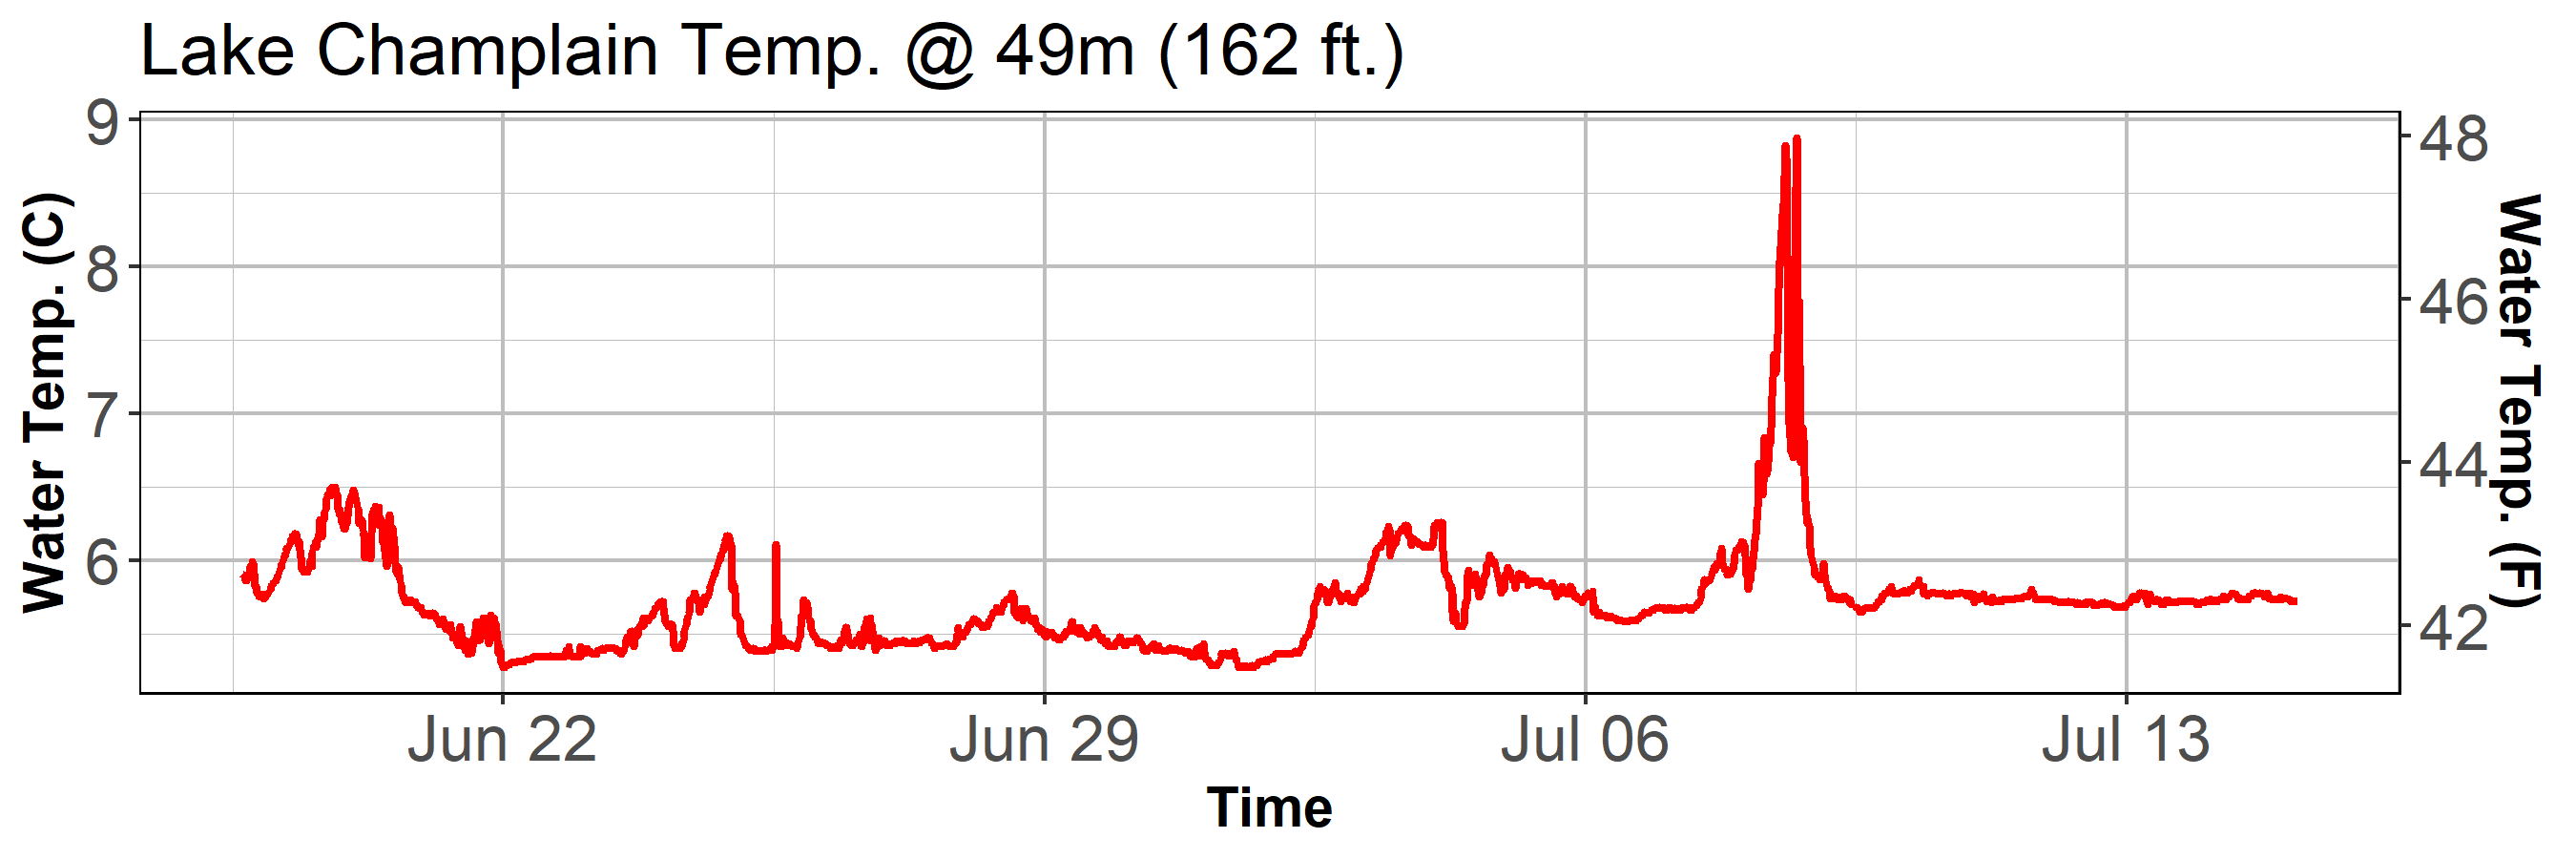 Lake Champlain Temp. @ 49m (162 ft.)
Water Temp. (C)
9
8
7
6
48
46
44
42
Water Temp. (F)
Jun 22
Jun 29
Jul 06
Jul 13
Time